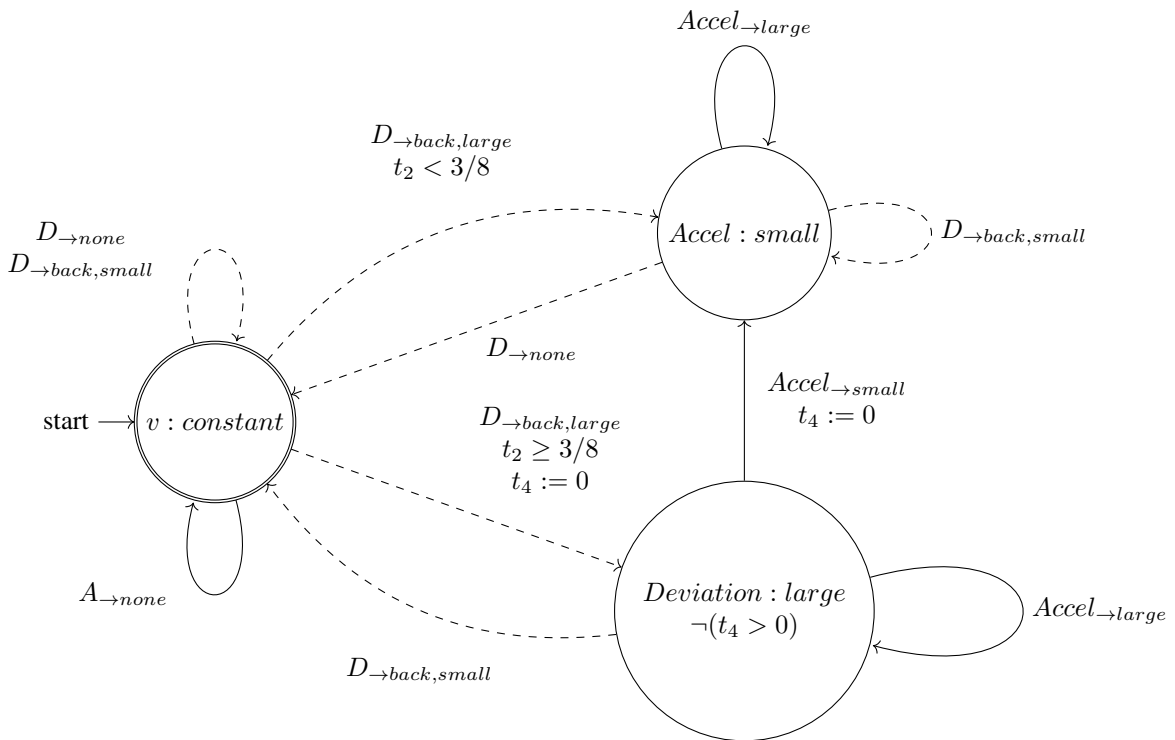 Accel→large
D→back,large
t₂ < 3/8
D→none
D→back,small
Accel : small
D→back,small
D→none
start
v : constant
Accel→small
t₄ := 0
D→back,large
t₂ ≥ 3/8
t₄ := 0
A→none
Deviation : large
¬(t₄ > 0)
Accel→large
D→back,small